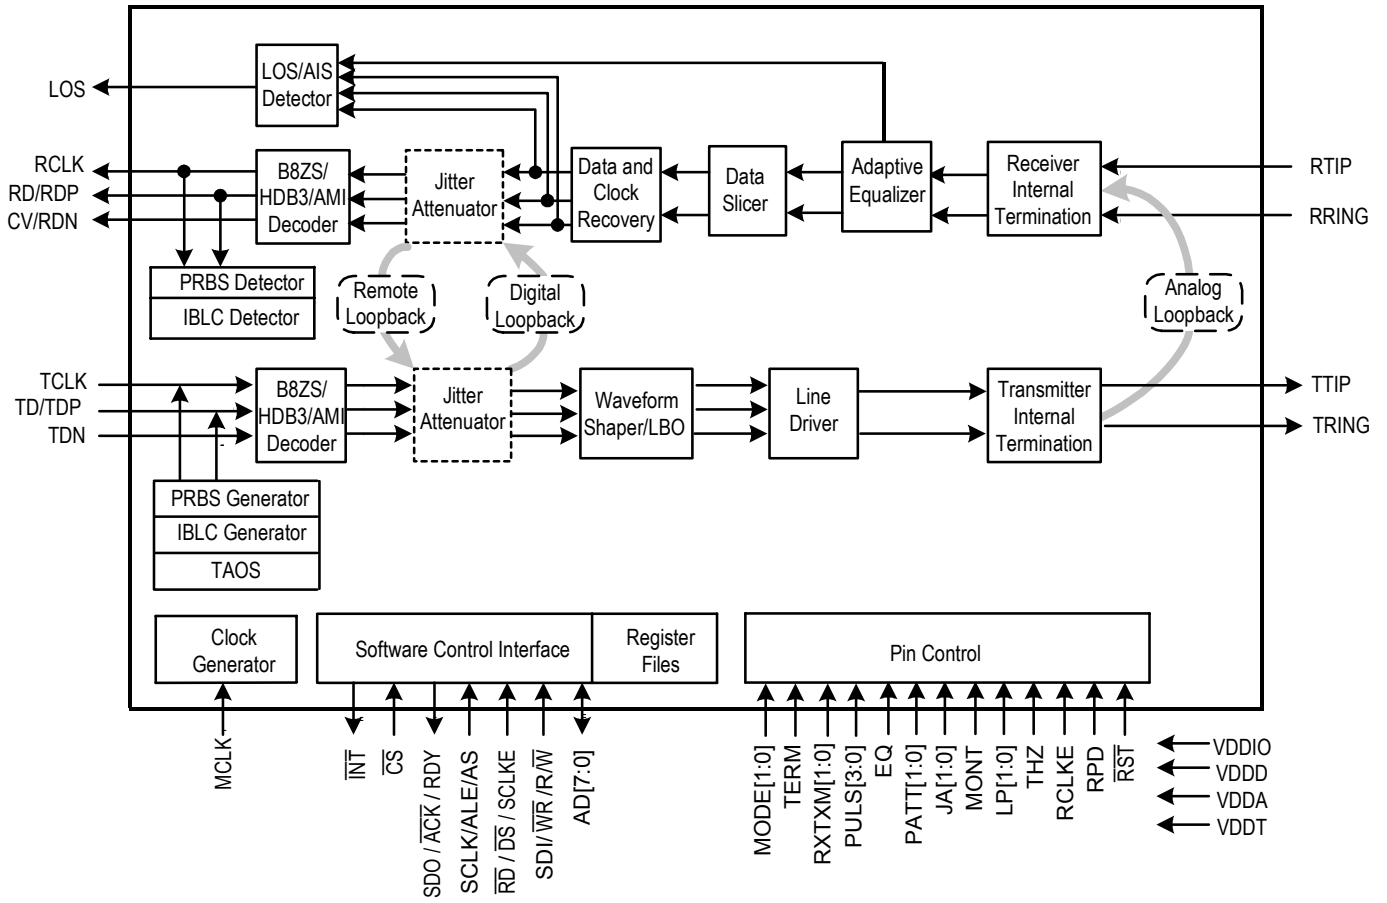 LOS
LOS/AIS
Detector
RCLK
RD/RDP
CV/RDN
B8ZS/
HDB3/AMI
Decoder
Jitter
Attenuator
Data and
Clock
Recovery
Data
Slicer
Adaptive
Equalizer
Receiver
Internal
Termination
RTIP
RRING
PRBS Detector
IBLC Detector
Remote
Loopback
Digital
Loopback
Analog
Loopback
TCLK
TD/TDP
TDN
B8ZS/
HDB3/AMI
Decoder
Jitter
Attenuator
Waveform
Shaper/LBO
Line
Driver
Transmitter
Internal
Termination
TTIP
TRING
PRBS Generator
IBLC Generator
TAOS
Clock
Generator
Software Control Interface
Register
Files
Pin Control
MCLK
INT
CS
SDO / ACK / RDY
SCLK/ALE/AS
RD / DS / SCLKE
SDI/ WR /R/W
AD[7:0]
MODE[1:0]
TERM
RXTXM[1:0]
PULS[3:0]
EQ
PATT[1:0]
JA[1:0]
MONT
LP[1:0]
THZ
RCLKE
RPD
RST
VDDIO
VDDD
VDDA
VDDT